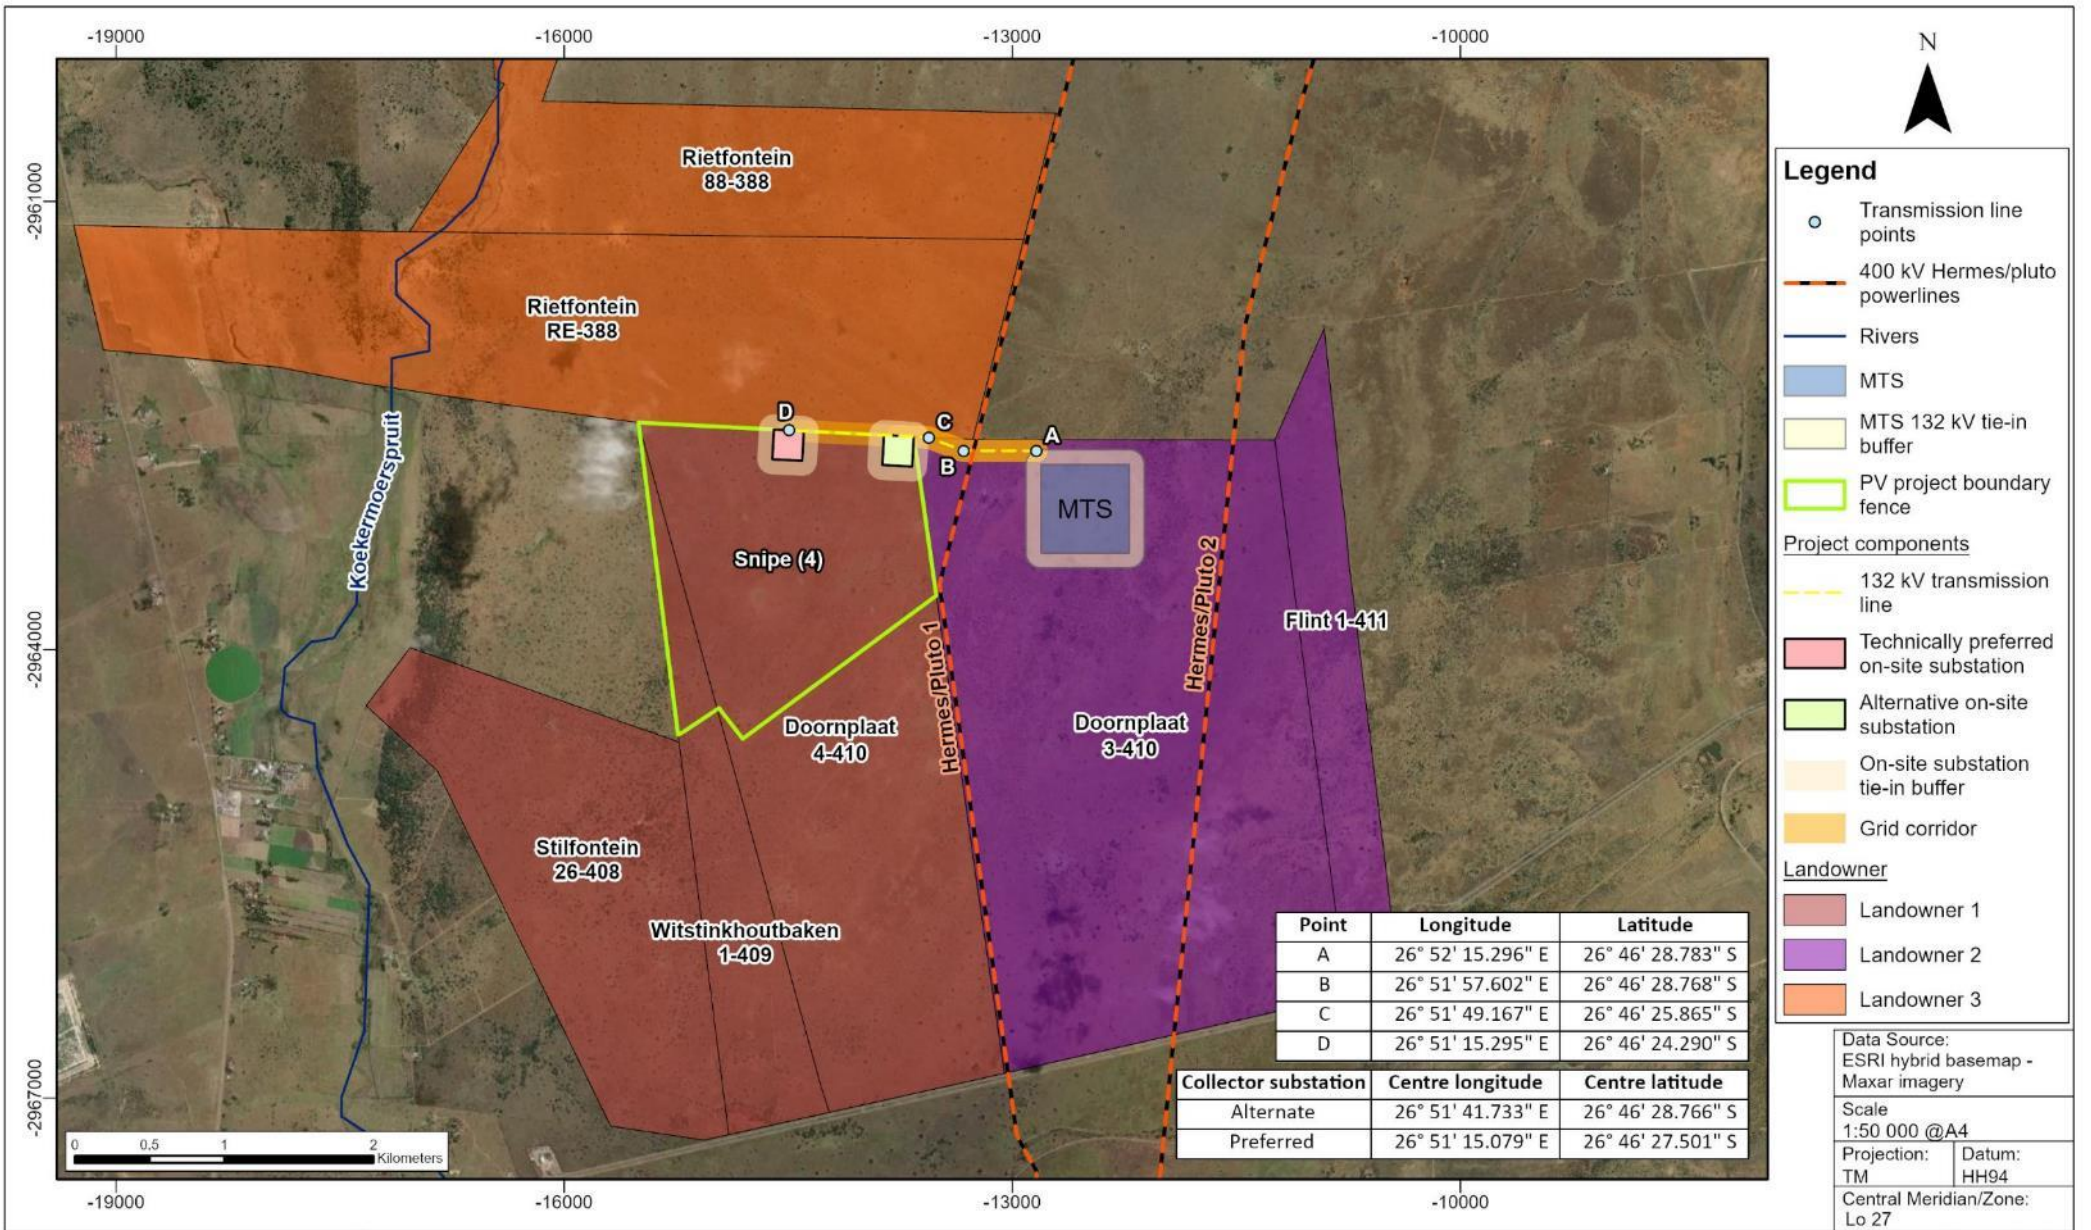 -19000
-16000
-13000
-10000
N
-2961000
-2964000
-2967000
Rietfontein
88-388
Rietfontein
RE-388
D
C
B
A
MTS
Snipe (4)
Koekermoerspruit
Hermes/Pluto 1
Hermes/Pluto 2
Flint 1-411
Doornplaat
4-410
Doornplaat
3-410
Stilfontein
26-408
Witstinkhoutbaken
1-409
Point Longitude Latitude
A 26° 52' 15.296" E 26° 46' 28.783" S
B 26° 51' 57.602" E 26° 46' 28.768" S
C 26° 51' 49.167" E 26° 46' 25.865" S
D 26° 51' 15.295" E 26° 46' 24.290" S
Collector substation Centre longitude Centre latitude
Alternate 26° 51' 41.733" E 26° 46' 28.766" S
Preferred 26° 51' 15.079" E 26° 46' 27.501" S
0 0.5 1 2
Kilometers
-19000
-16000
-13000
-10000
Legend
Transmission line
points
400 kV Hermes/pluto
powerlines
Rivers
MTS
MTS 132 kV tie-in
buffer
PV project boundary
fence
Project components
132 kV transmission
line
Technically preferred
on-site substation
Alternative on-site
substation
On-site substation
tie-in buffer
Grid corridor
Landowner
Landowner 1
Landowner 2
Landowner 3
Data Source:
ESRI hybrid basemap -
Maxar imagery
Scale
1:50 000 @A4
Projection:
TM
Datum:
HH94
Central Meridian/Zone:
Lo 27